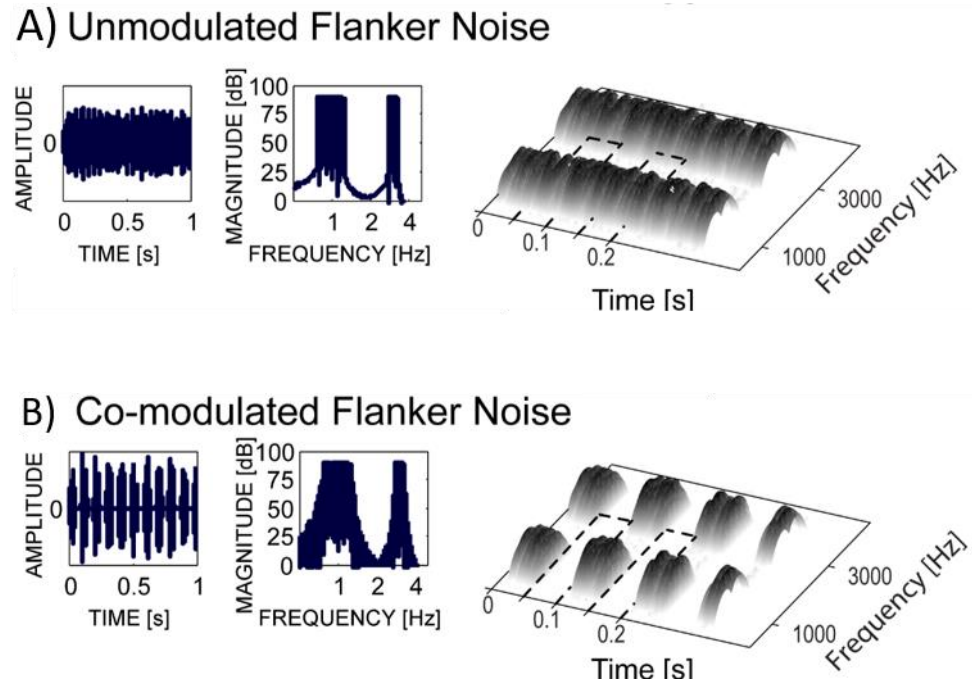 A) Unmodulated Flanker Noise
AMPLITUDE
0
0 0.5 1
TIME [s]
MAGNITUDE [dB]
100
75
50
25
0
1 2 4
FREQUENCY [Hz]
0 0.1 0.2
Time [s]
1000 3000
Frequency [Hz]
B) Co-modulated Flanker Noise
AMPLITUDE
0
0 0.5 1
TIME [s]
MAGNITUDE [dB]
100
75
50
25
0
1 2 4
FREQUENCY [Hz]
0 0.1 0.2
Time [s]
1000 3000
Frequency [Hz]